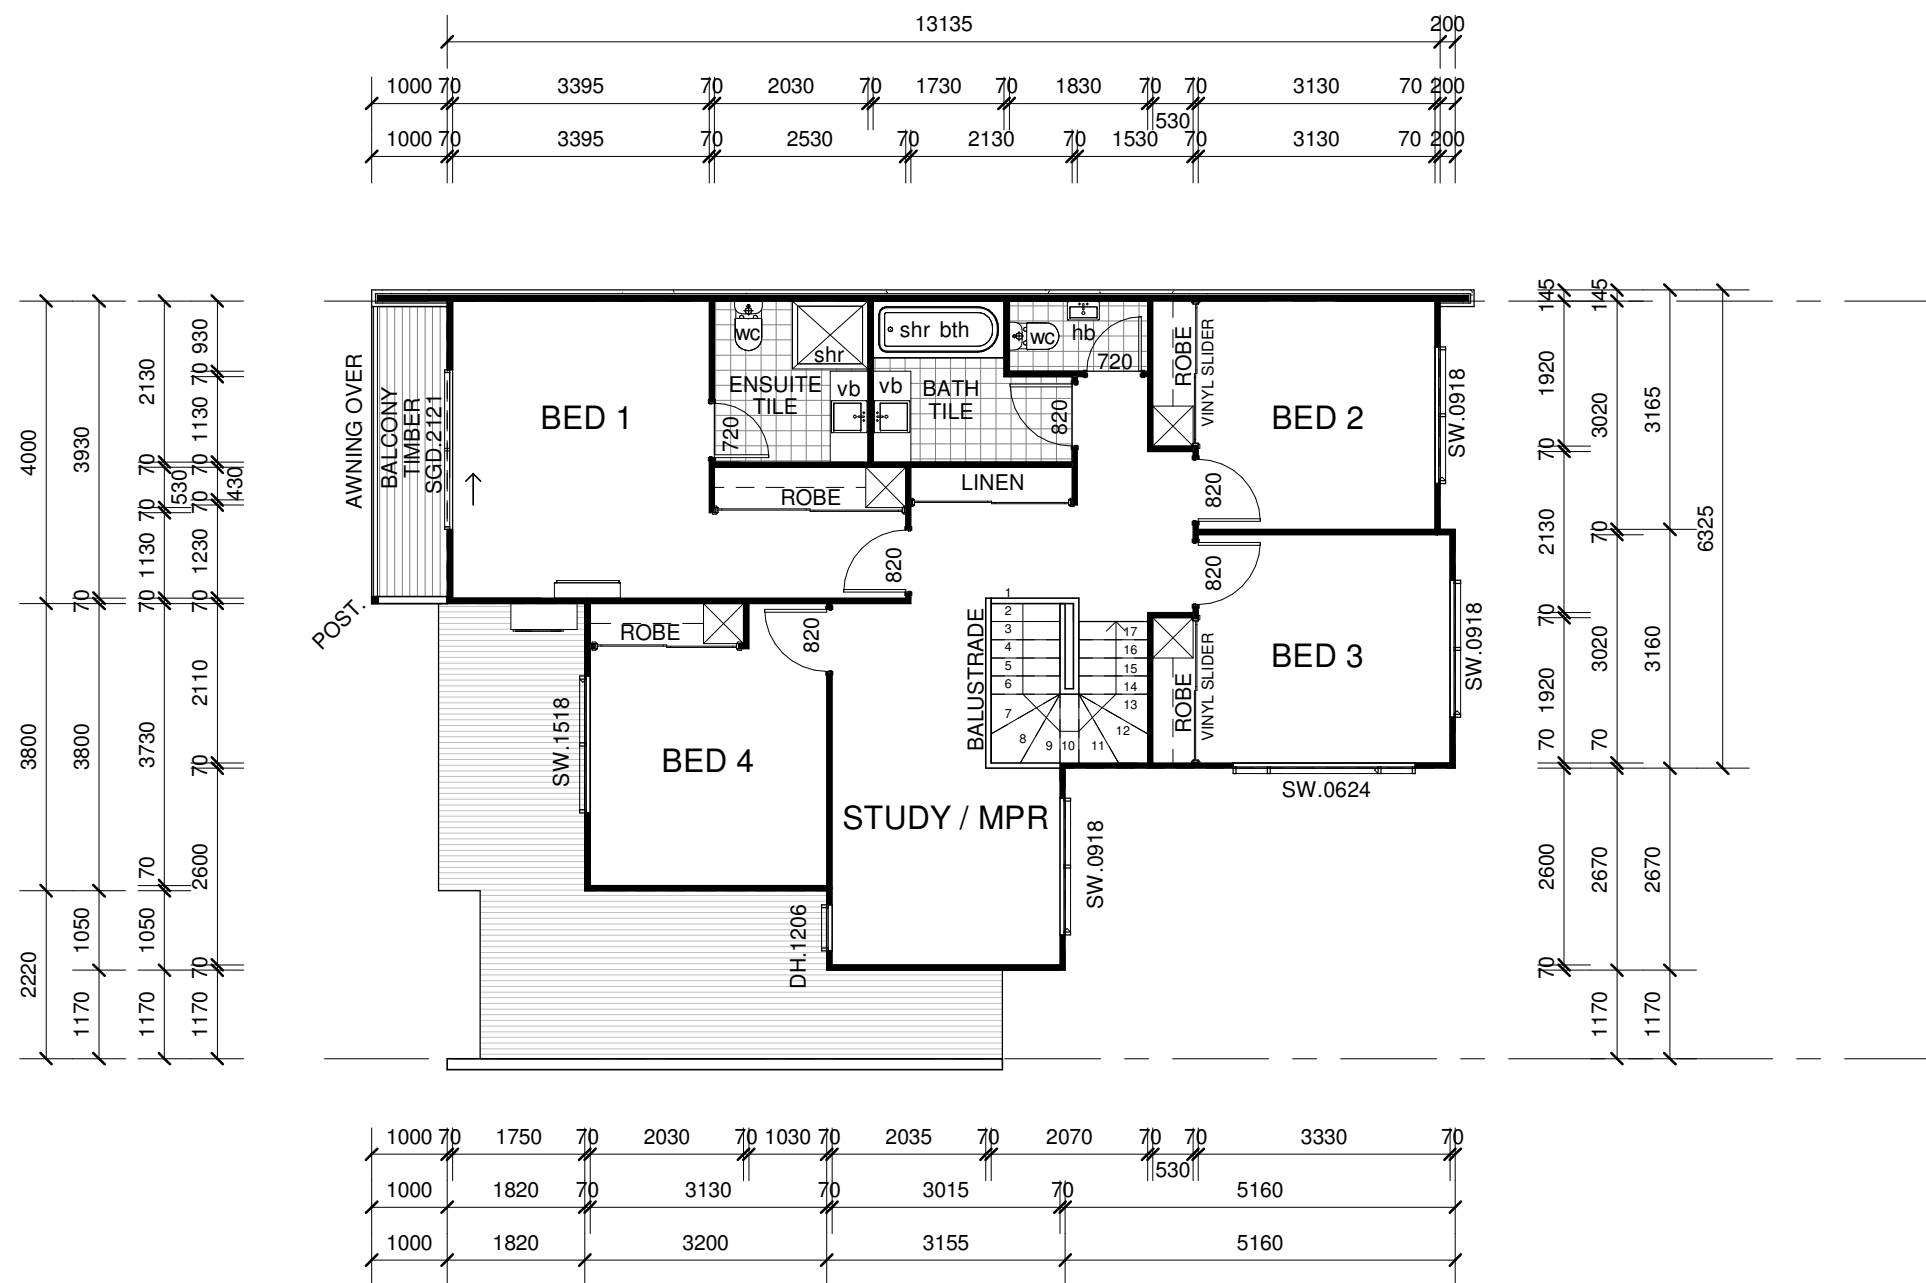 13135 200
1000 70 3395 70 2030 70 1730 70 1830 70 70 3130 70 200
530
1000 70 3395 70 2530 70 2130 70 1530 70 3130 70 200
4000
3800
2220
3930
3800
1050
1170
2130
70
530
70
1130
70
3730
70
1050
1170
930
70
1130
70
430
70
1230
70
2110
70
2600
70
1170
AWNING OVER
BALCONY
TIMBER
SGD.2121
POST.
BED 1
WC
shr
ENSUITE
TILE
vb
720
shr bth
vb
BATH
TILE
820
WC
hb
720
ROBE
VINYL SLIDER
BED 2
SW.0918
ROBE
LINEN
820
820
820
BED 3
SW.0918
ROBE
VINYL SLIDER
SW.0624
ROBE
820
SW.1518
BED 4
BALUSTRADE
1
2
3
4
5
6
7
8
9
10
11
12
13
14
15
16
17
STUDY / MPR
SW.0918
DH.1206
145
1920
70
2130
70
1920
70
2600
70
145
3020
70
3020
70
2670
1170
3165
3160
2670
1170
6325
1000 70 1750 70 2030 70 1030 70 2035 70 2070 70 70 3330 70
530
1000 1820 70 3130 70 3015 70 5160
1000 1820 3200 3155 5160